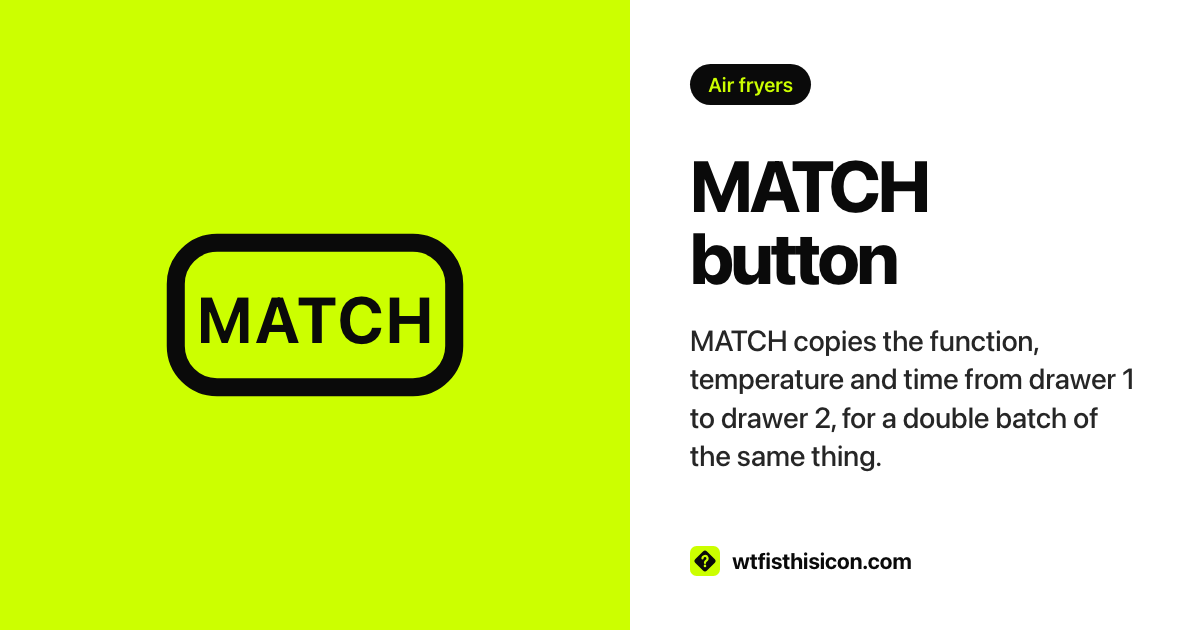 MATCH
Air fryers
MATCH
button
MATCH copies the function,
temperature and time from drawer 1
to drawer 2, for a double batch of
the same thing.
?
wtfisthisicon.com